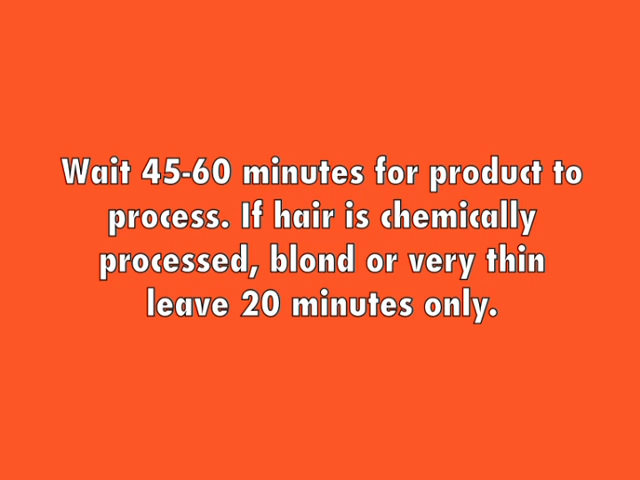 Wait 45-60 minutes for product to
process. If hair is chemically
processed, blond or very thin
leave 20 minutes only.